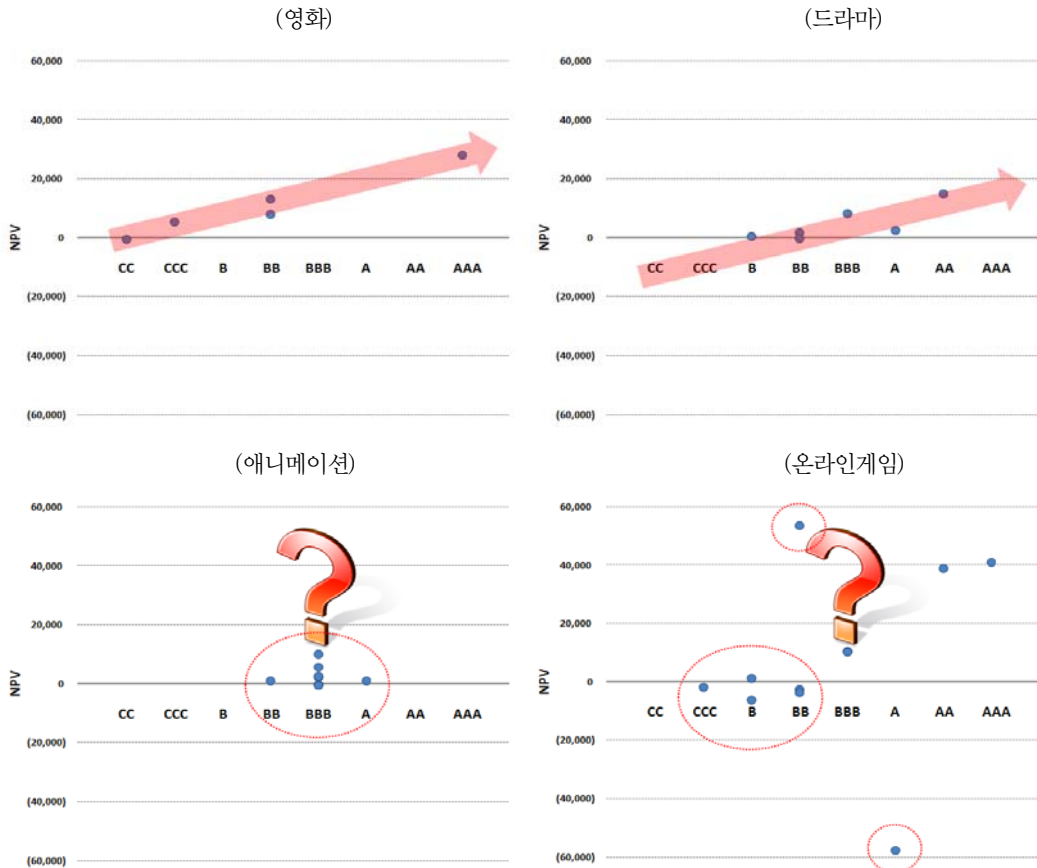 (영화)
60,000
40,000
20,000
0
(20,000)
(40,000)
(60,000)
NPV
CC CCC B BB BBB A AA AAA
(드라마)
60,000
40,000
20,000
0
(20,000)
(40,000)
(60,000)
NPV
CC CCC B BB BBB A AA AAA
(애니메이션)
60,000
40,000
20,000
0
(20,000)
(40,000)
(60,000)
NPV
CC CCC B BB BBB A AA AAA
?
(온라인게임)
60,000
40,000
20,000
0
(20,000)
(40,000)
(60,000)
NPV
CC CCC B BB BBB A AA AAA
?